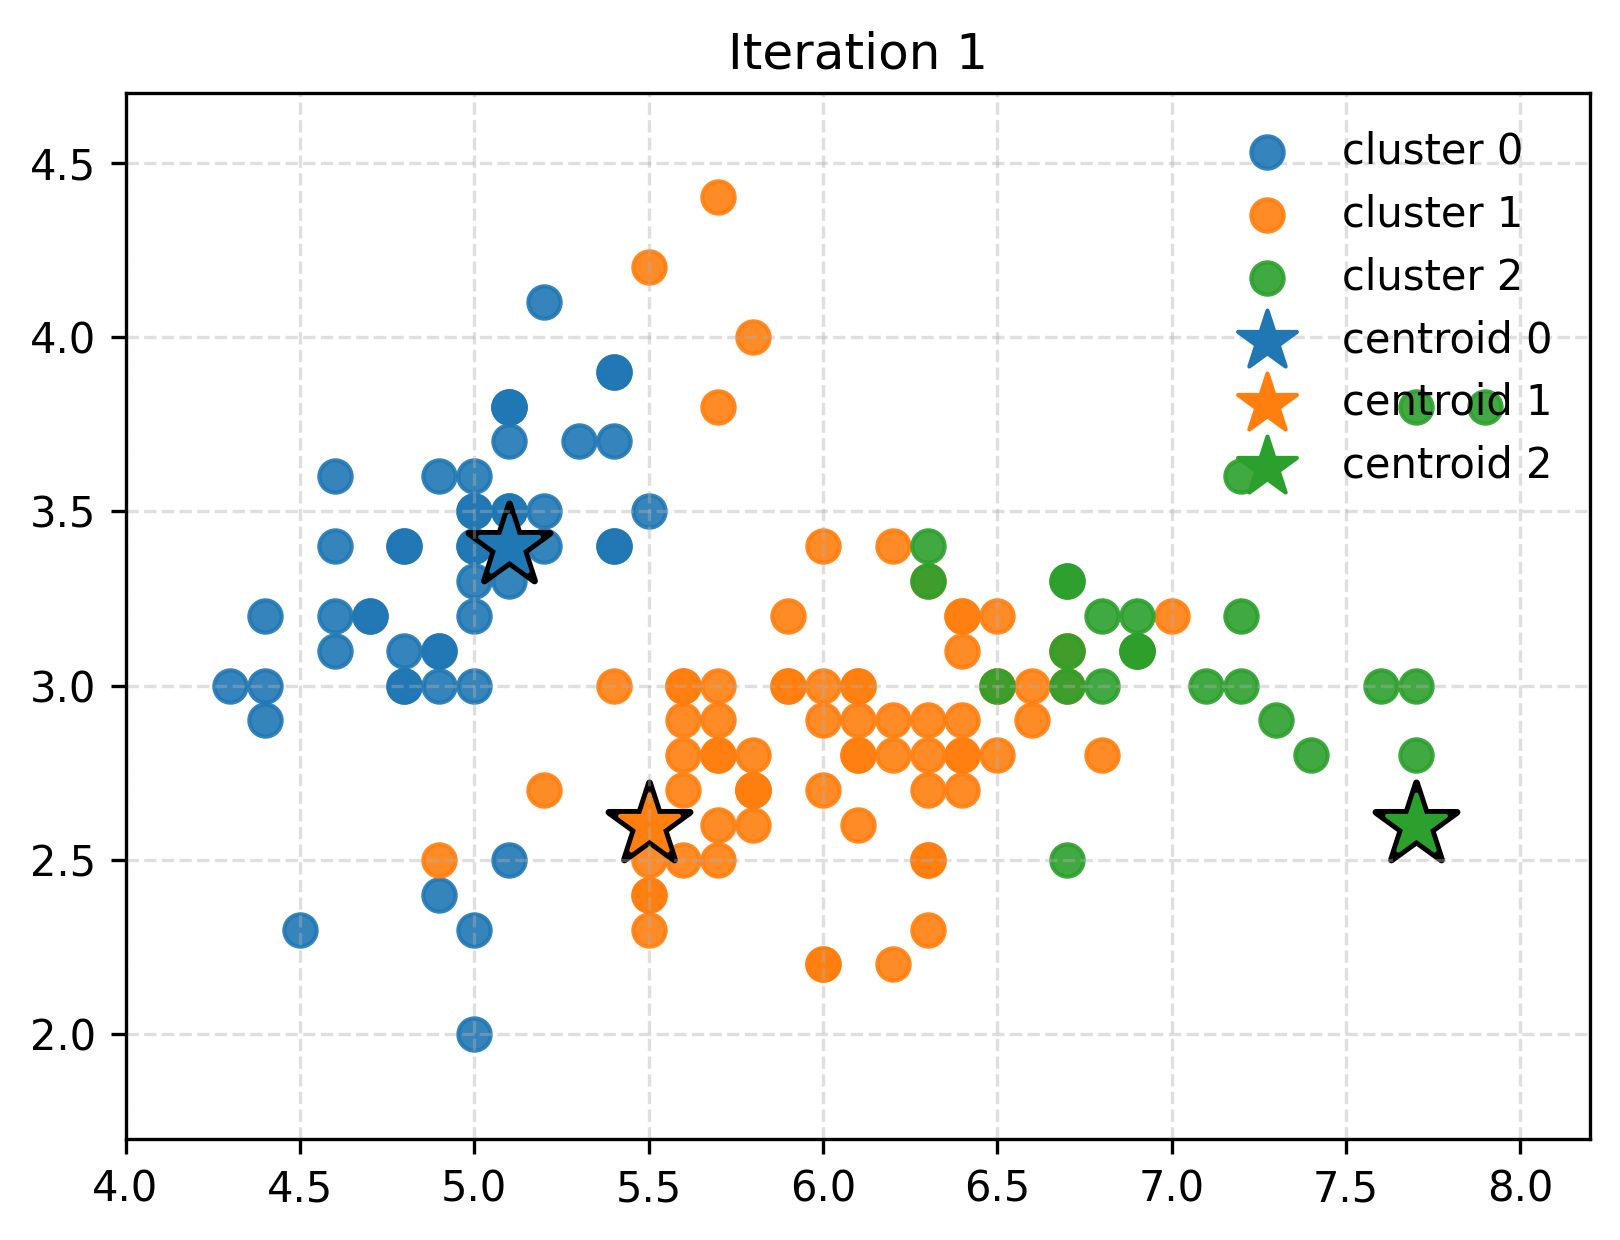 Iteration 1
cluster 0
cluster 1
cluster 2
centroid 0
centroid 1
centroid 2
4.5
4.0
3.5
3.0
2.5
2.0
4.0 4.5 5.0 5.5 6.0 6.5 7.0 7.5 8.0